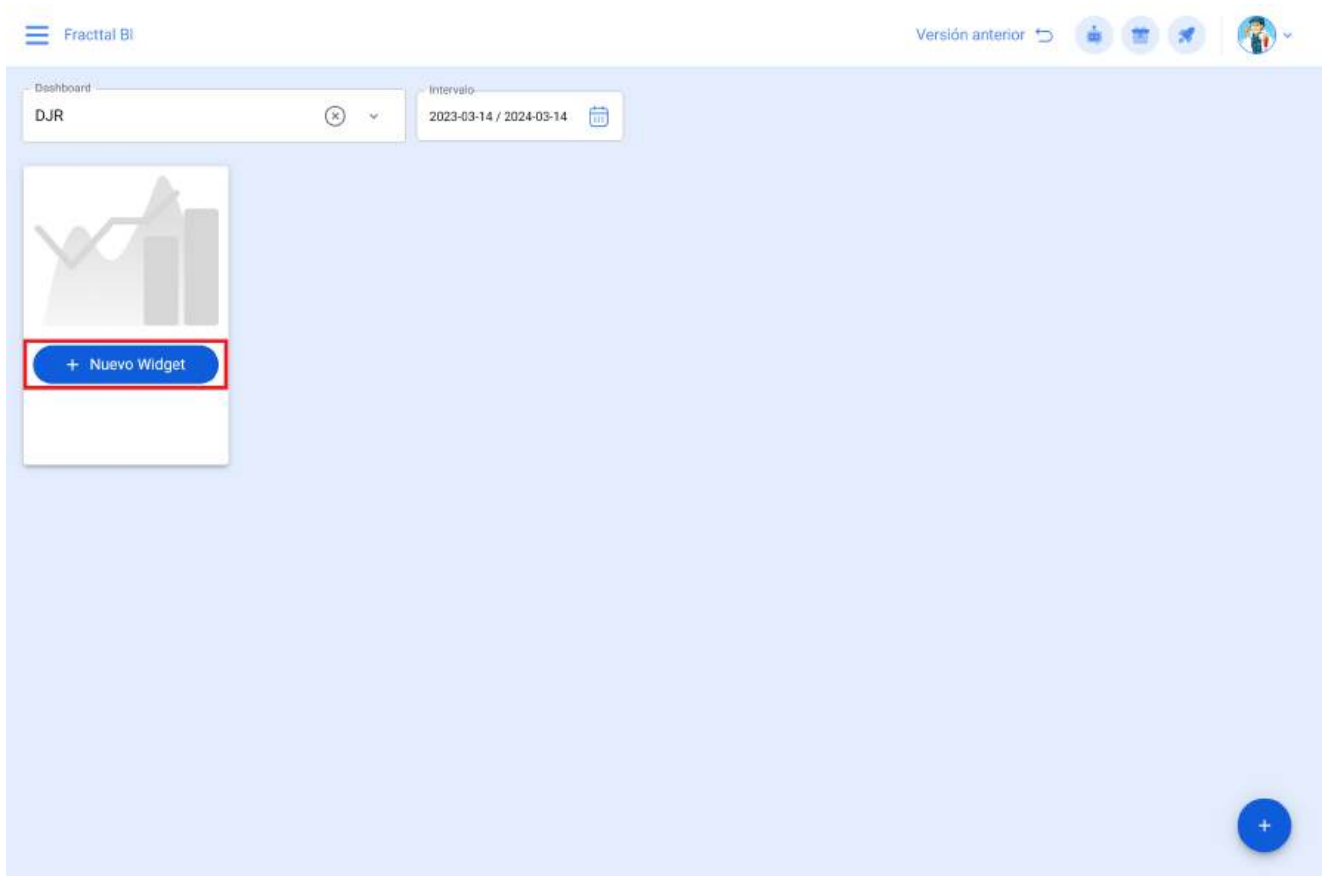 Fracttal BI
Versión anterior
Dashboard
DJR
Intervalo
2023-03-14 / 2024-03-14
+ Nuevo Widget
+